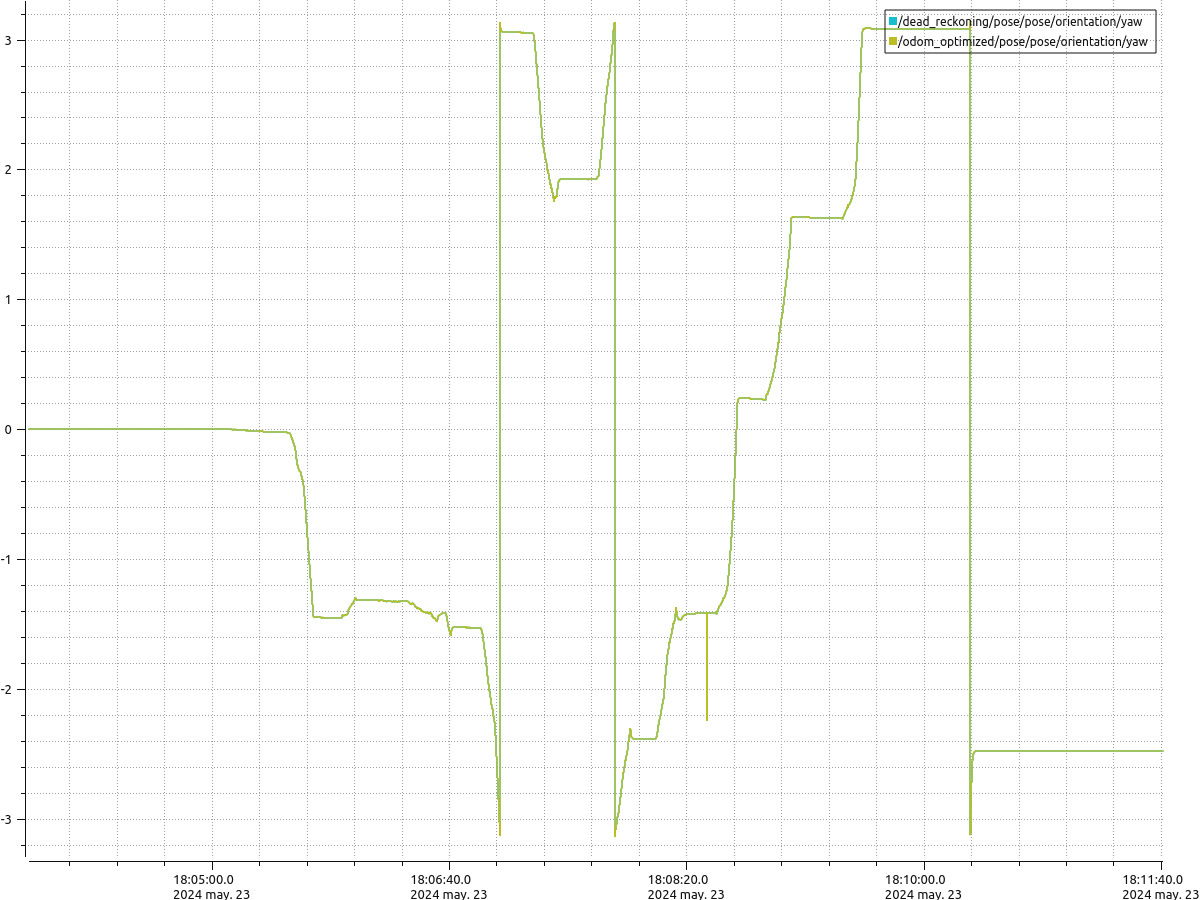 /dead_reckoning/pose/pose/orientation/yaw
/odom_optimized/pose/pose/orientation/yaw
3
2
1
0
-1
-2
-3
18:05:00.0
2024 may. 23
18:06:40.0
2024 may. 23
18:08:20.0
2024 may. 23
18:10:00.0
2024 may. 23
18:11:40.0
2024 may. 23